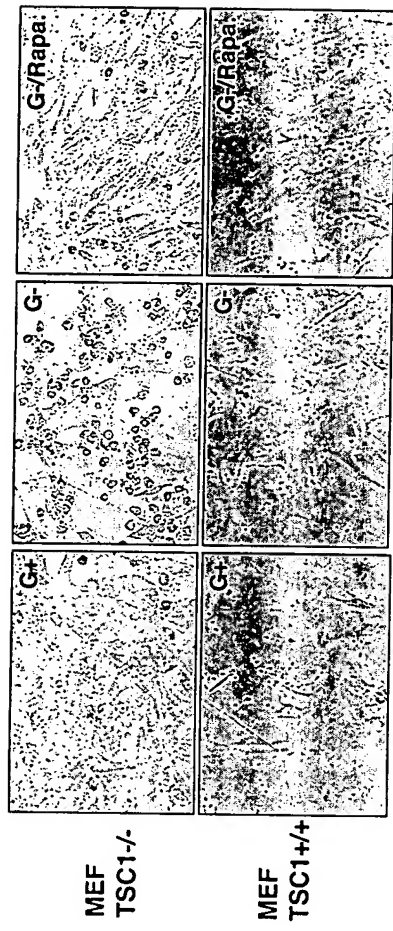 G+
G-
G-/Rapa.
MEF
TSC1-/-
G+
G-
G-/Rapa.
MEF
TSC1+/+